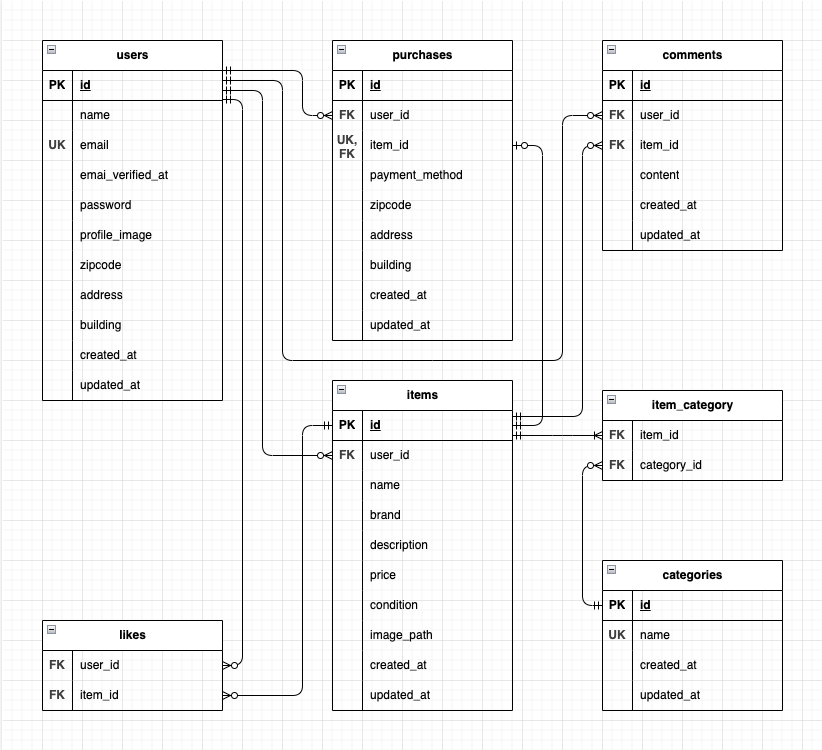 users
PK id
name
UK email
emai_verified_at
password
profile_image
zipcode
address
building
created_at
updated_at
purchases
PK id
FK user_id
UK, FK item_id
payment_method
zipcode
address
building
created_at
updated_at
comments
PK id
FK user_id
FK item_id
content
created_at
updated_at
items
PK id
FK user_id
name
brand
description
price
condition
image_path
created_at
updated_at
item_category
FK item_id
FK category_id
categories
PK id
UK name
created_at
updated_at
likes
FK user_id
FK item_id